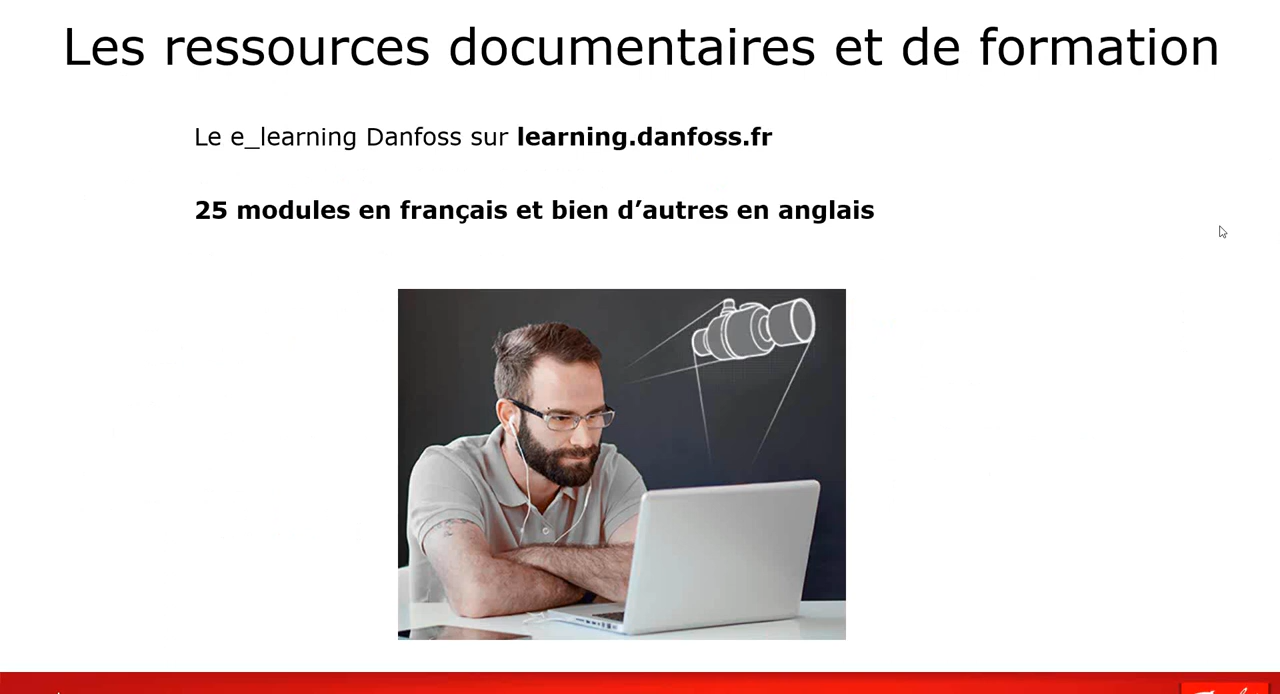 Les ressources documentaires et de formation
Le e_learning Danfoss sur learning.danfoss.fr
25 modules en français et bien d’autres en anglais